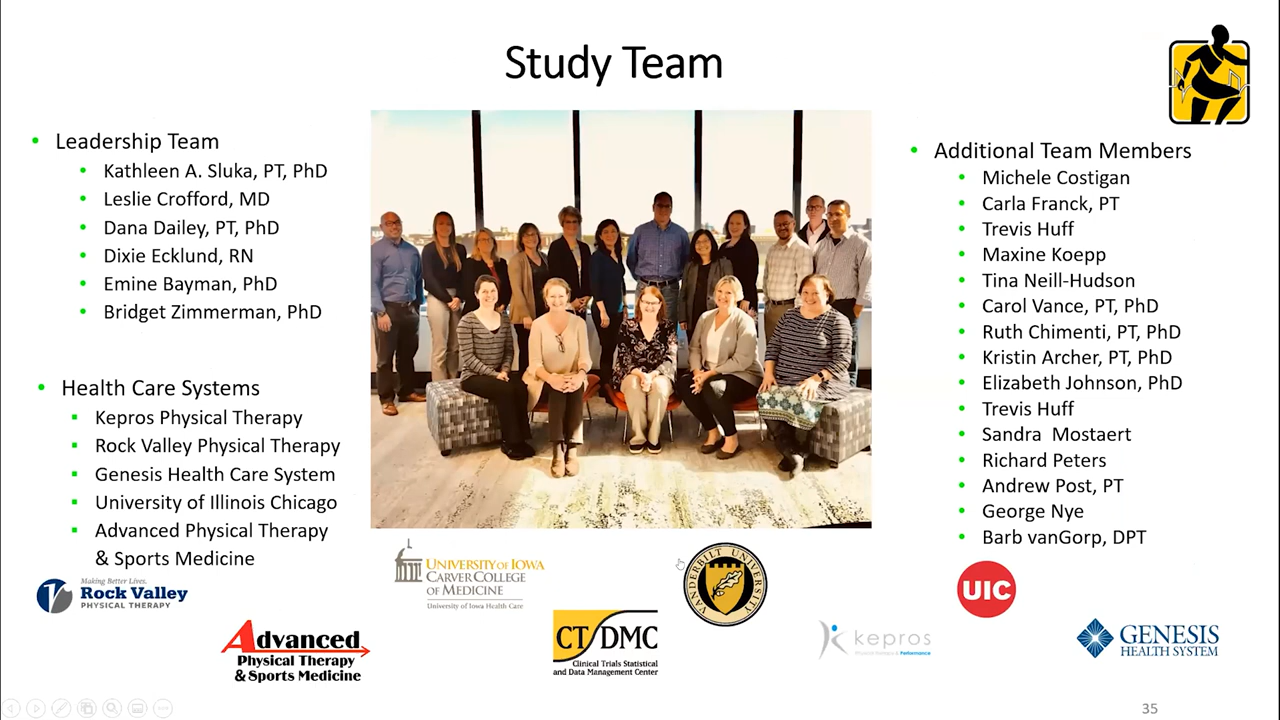 Study Team
Leadership Team
Kathleen A. Sluka, PT, PhD
Leslie Crofford, MD
Dana Dailey, PT, PhD
Dixie Ecklund, RN
Emine Bayman, PhD
Bridget Zimmerman, PhD
Health Care Systems
Kepros Physical Therapy
Rock Valley Physical Therapy
Genesis Health Care System
University of Illinois Chicago
Advanced Physical Therapy
& Sports Medicine
Additional Team Members
Michele Costigan
Carla Franck, PT
Trevis Huff
Maxine Koepp
Tina Neill-Hudson
Carol Vance, PT, PhD
Ruth Chimenti, PT, PhD
Kristin Archer, PT, PhD
Elizabeth Johnson, PhD
Trevis Huff
Sandra Mostaert
Richard Peters
Andrew Post, PT
George Nye
Barb vanGorp, DPT
Making Better Lives.
Rock Valley
PHYSICAL THERAPY
Advanced
Physical Therapy
& Sports Medicine
UNIVERSITY OF IOWA
CARVER COLLEGE
OF MEDICINE
University of Iowa Health Care
CT/DMC
Clinical Trials Statistical
and Data Management Center
VANDERBILT UNIVERSITY
kepros
Physical Therapy & Performance
UIC
GENESIS
HEALTH SYSTEM
35